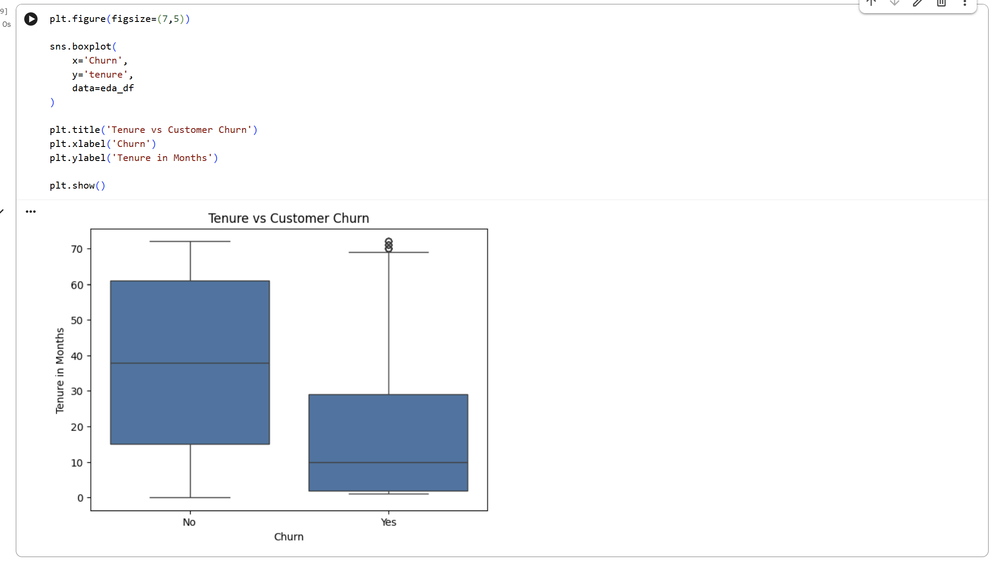 9]
0s
plt.figure(figsize=(7,5))
sns.boxplot(
    x='Churn',
    y='tenure',
    data=eda_df
)
plt.title('Tenure vs Customer Churn')
plt.xlabel('Churn')
plt.ylabel('Tenure in Months')
plt.show()
Tenure vs Customer Churn
70
60
50
40
30
20
10
0
Tenure in Months
No Yes
Churn